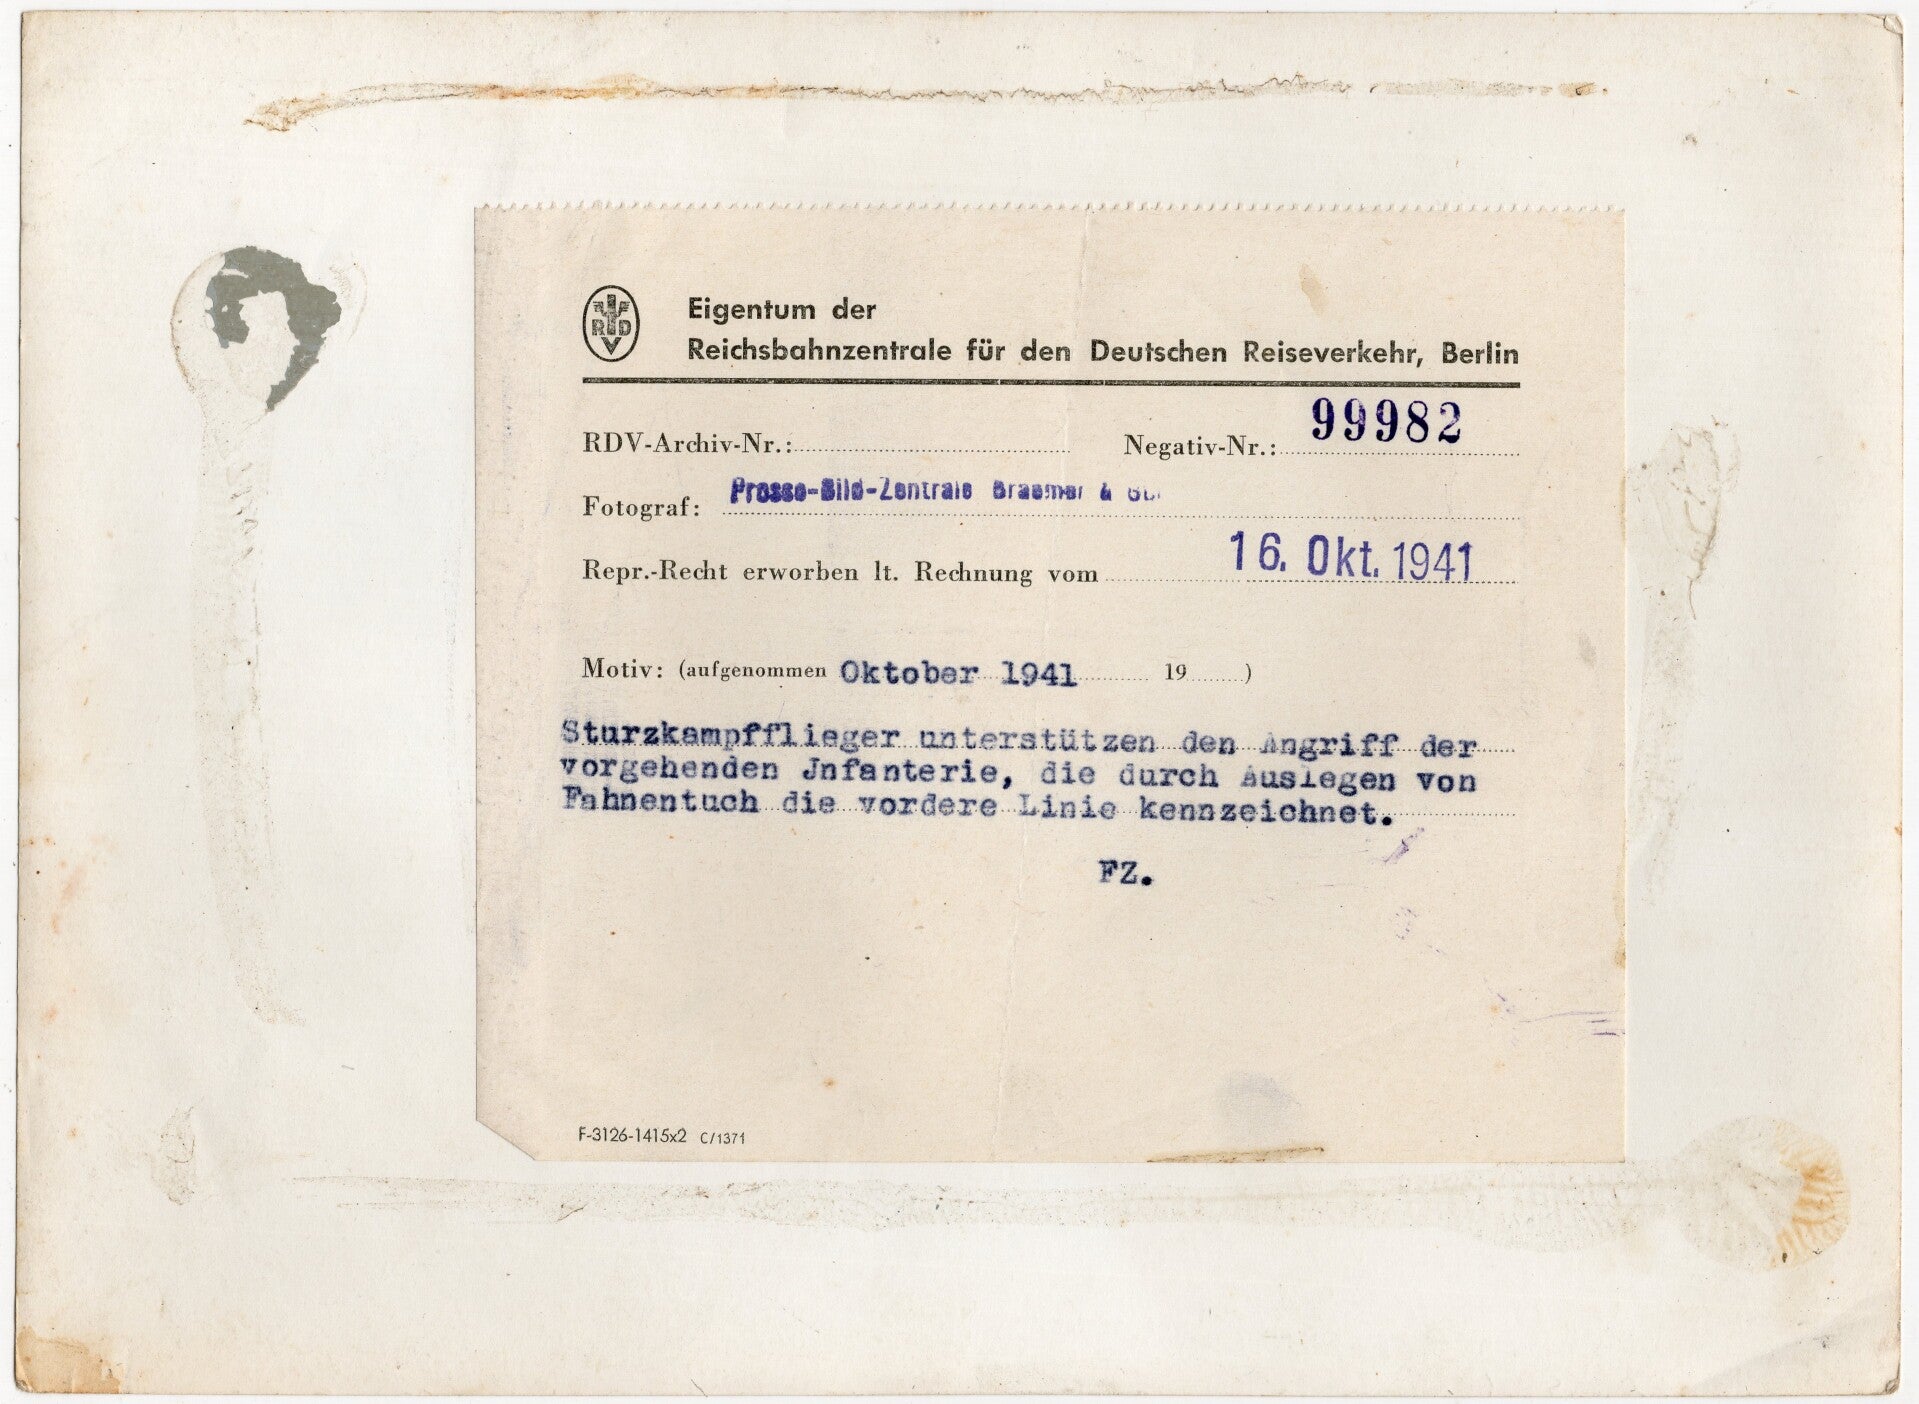 RDV
Eigentum der
Reichsbahnzentrale für den Deutschen Reiseverkehr, Berlin
RDV-Archiv-Nr.: Negativ-Nr.: 99982
Fotograf: Presse-Bild-Zentrale Braemer &
Repr.-Recht erworben lt. Rechnung vom 16. Okt. 1941
Motiv: (aufgenommen Oktober 1941 19 )
Sturzkampfflieger unterstützen den Angriff der
vorgehenden Jnfanterie, die durch Auslegen von
Fahnentuch die vordere Linie kennzeichnet.
FZ.
F-3126-1415x2 C/1371